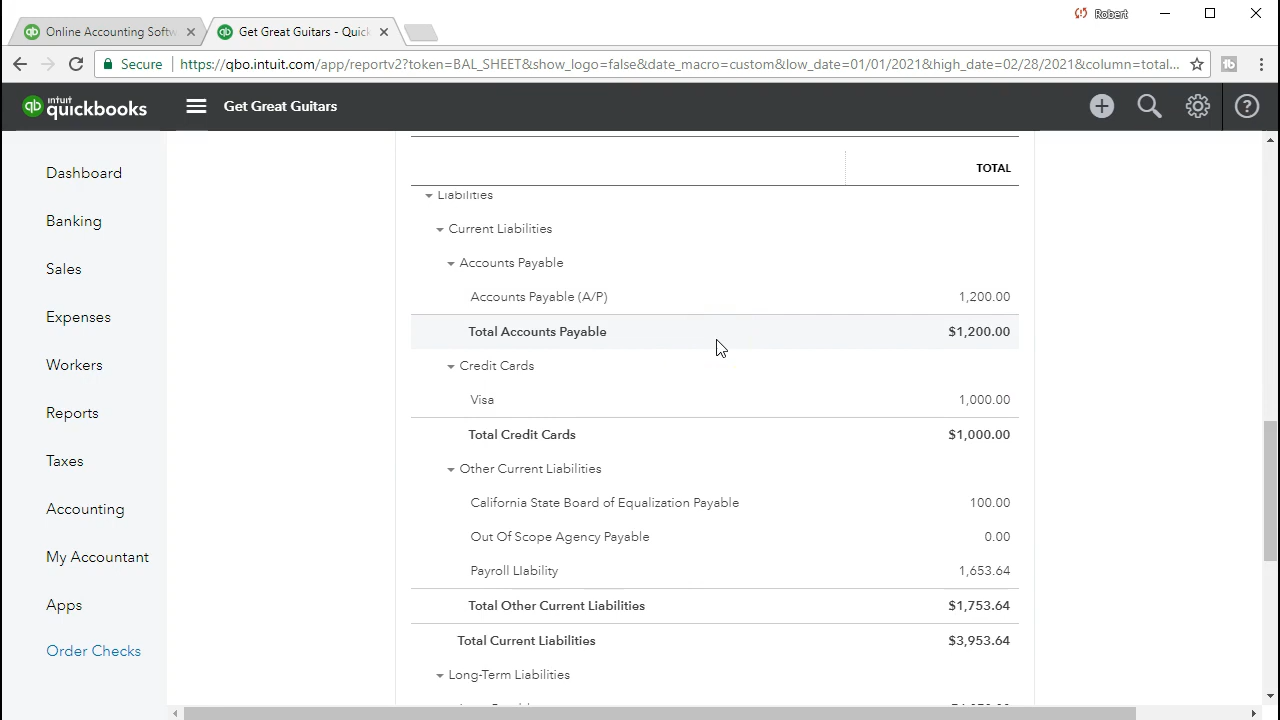 Robert
Online Accounting Softw
Get Great Guitars - Quick
Secure
https://qbo.intuit.com/app/reportv2?token=BAL_SHEET&show_logo=false&date_macro=custom&low_date=01/01/2021&high_date=02/28/2021&column=total...
qb intuit quickbooks
Get Great Guitars
Dashboard
Banking
Sales
Expenses
Workers
Reports
Taxes
Accounting
My Accountant
Apps
Order Checks
TOTAL
Liabilities
Current Liabilities
Accounts Payable
Accounts Payable (A/P) 1,200.00
Total Accounts Payable $1,200.00
Credit Cards
Visa 1,000.00
Total Credit Cards $1,000.00
Other Current Liabilities
California State Board of Equalization Payable 100.00
Out Of Scope Agency Payable 0.00
Payroll LIability 1,653.64
Total Other Current Liabilities $1,753.64
Total Current Liabilities $3,953.64
Long-Term Liabilities